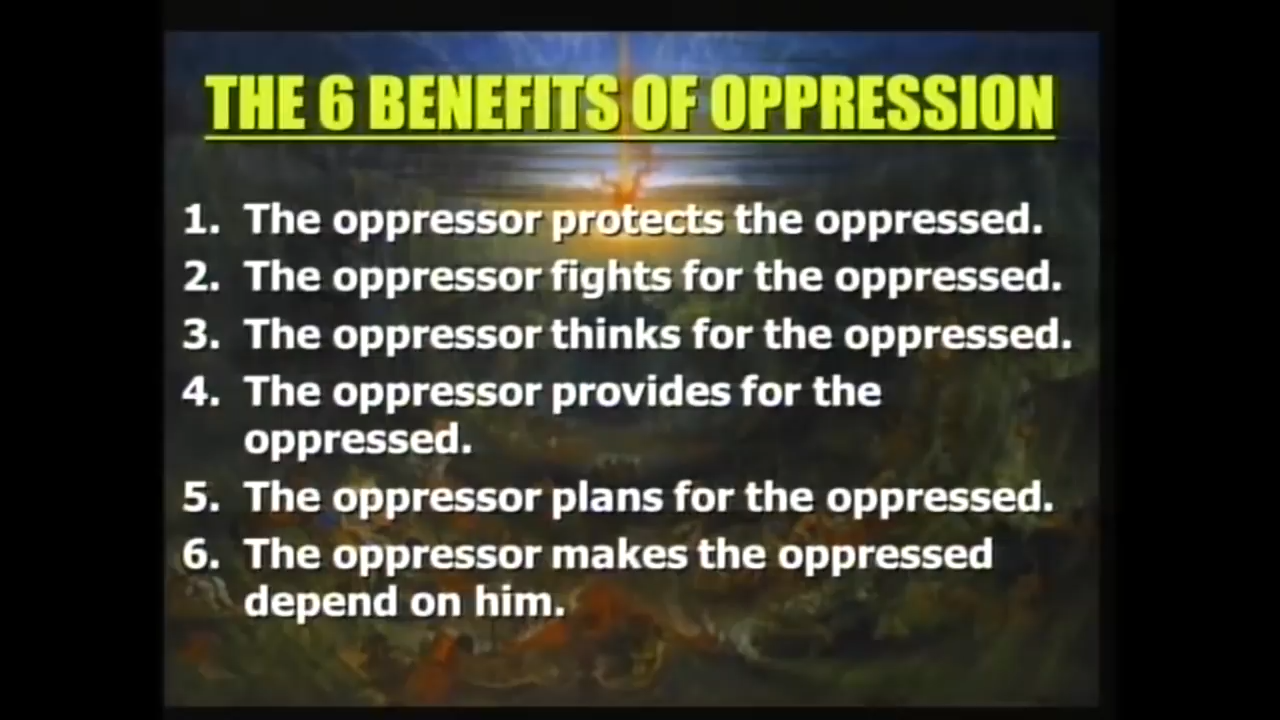 THE 6 BENEFITS OF OPPRESSION
1. The oppressor protects the oppressed.
2. The oppressor fights for the oppressed.
3. The oppressor thinks for the oppressed.
4. The oppressor provides for the
oppressed.
5. The oppressor plans for the oppressed.
6. The oppressor makes the oppressed
depend on him.